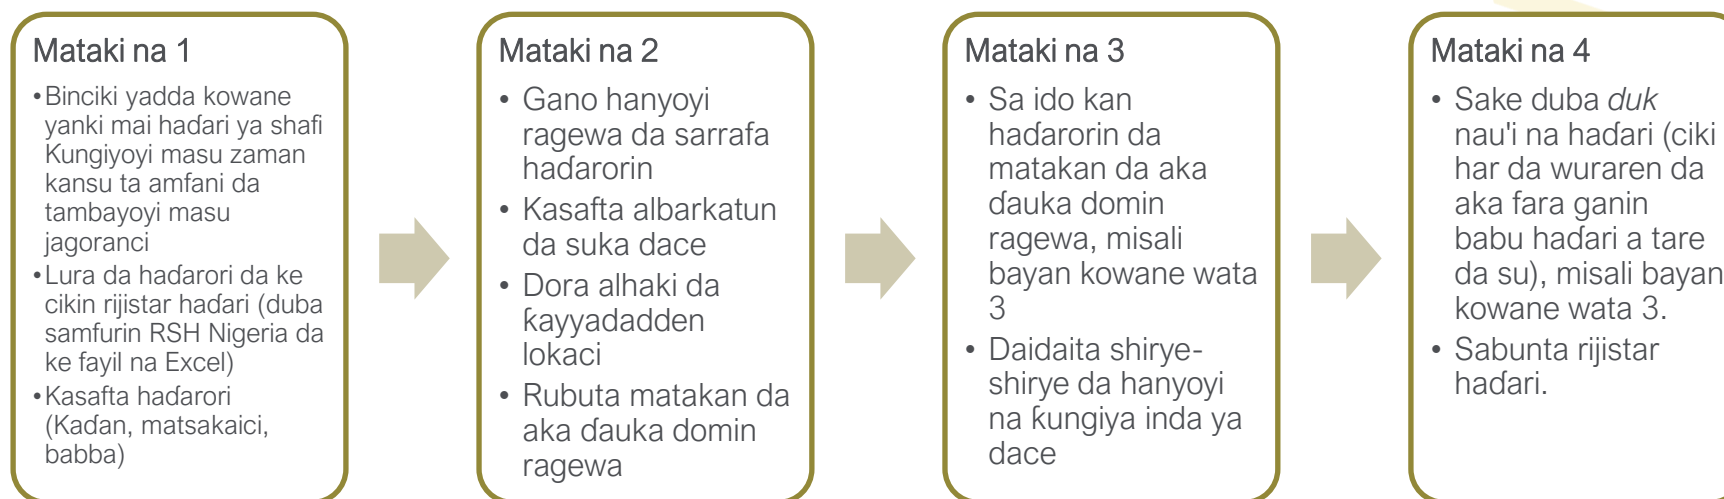 Mataki na 1
•Binciki yadda kowane
yanki mai haɗari ya shafi
Kungiyoyi masu zaman
kansu ta amfani da
tambayoyi masu
jagoranci
•Lura da haɗarori da ke
cikin rijistar haɗari (duba
samfurin RSH Nigeria da
ke fayil na Excel)
•Kasafta haɗarori
(Kaɗan, matsakaici,
babba)
Mataki na 2
• Gano hanyoyi
ragewa da sarrafa
haɗarorin
• Kasafta albarkatun
da suka dace
• Dora alhaki da
ƙayyadadden
lokaci
• Rubuta matakan da
aka ɗauka domin
ragewa
Mataki na 3
• Sa ido kan
haɗarorin da
matakan da aka
ɗauka domin
ragewa, misali
bayan kowane wata
3
• Daidaita shirye-
shirye da hanyoyi
na ƙungiya inda ya
dace
Mataki na 4
• Sake duba duk
nau'i na haɗari (ciki
har da wuraren da
aka fara ganin
babu haɗari a tare
da su), misali bayan
kowane wata 3.
• Sabunta rijistar
haɗari.